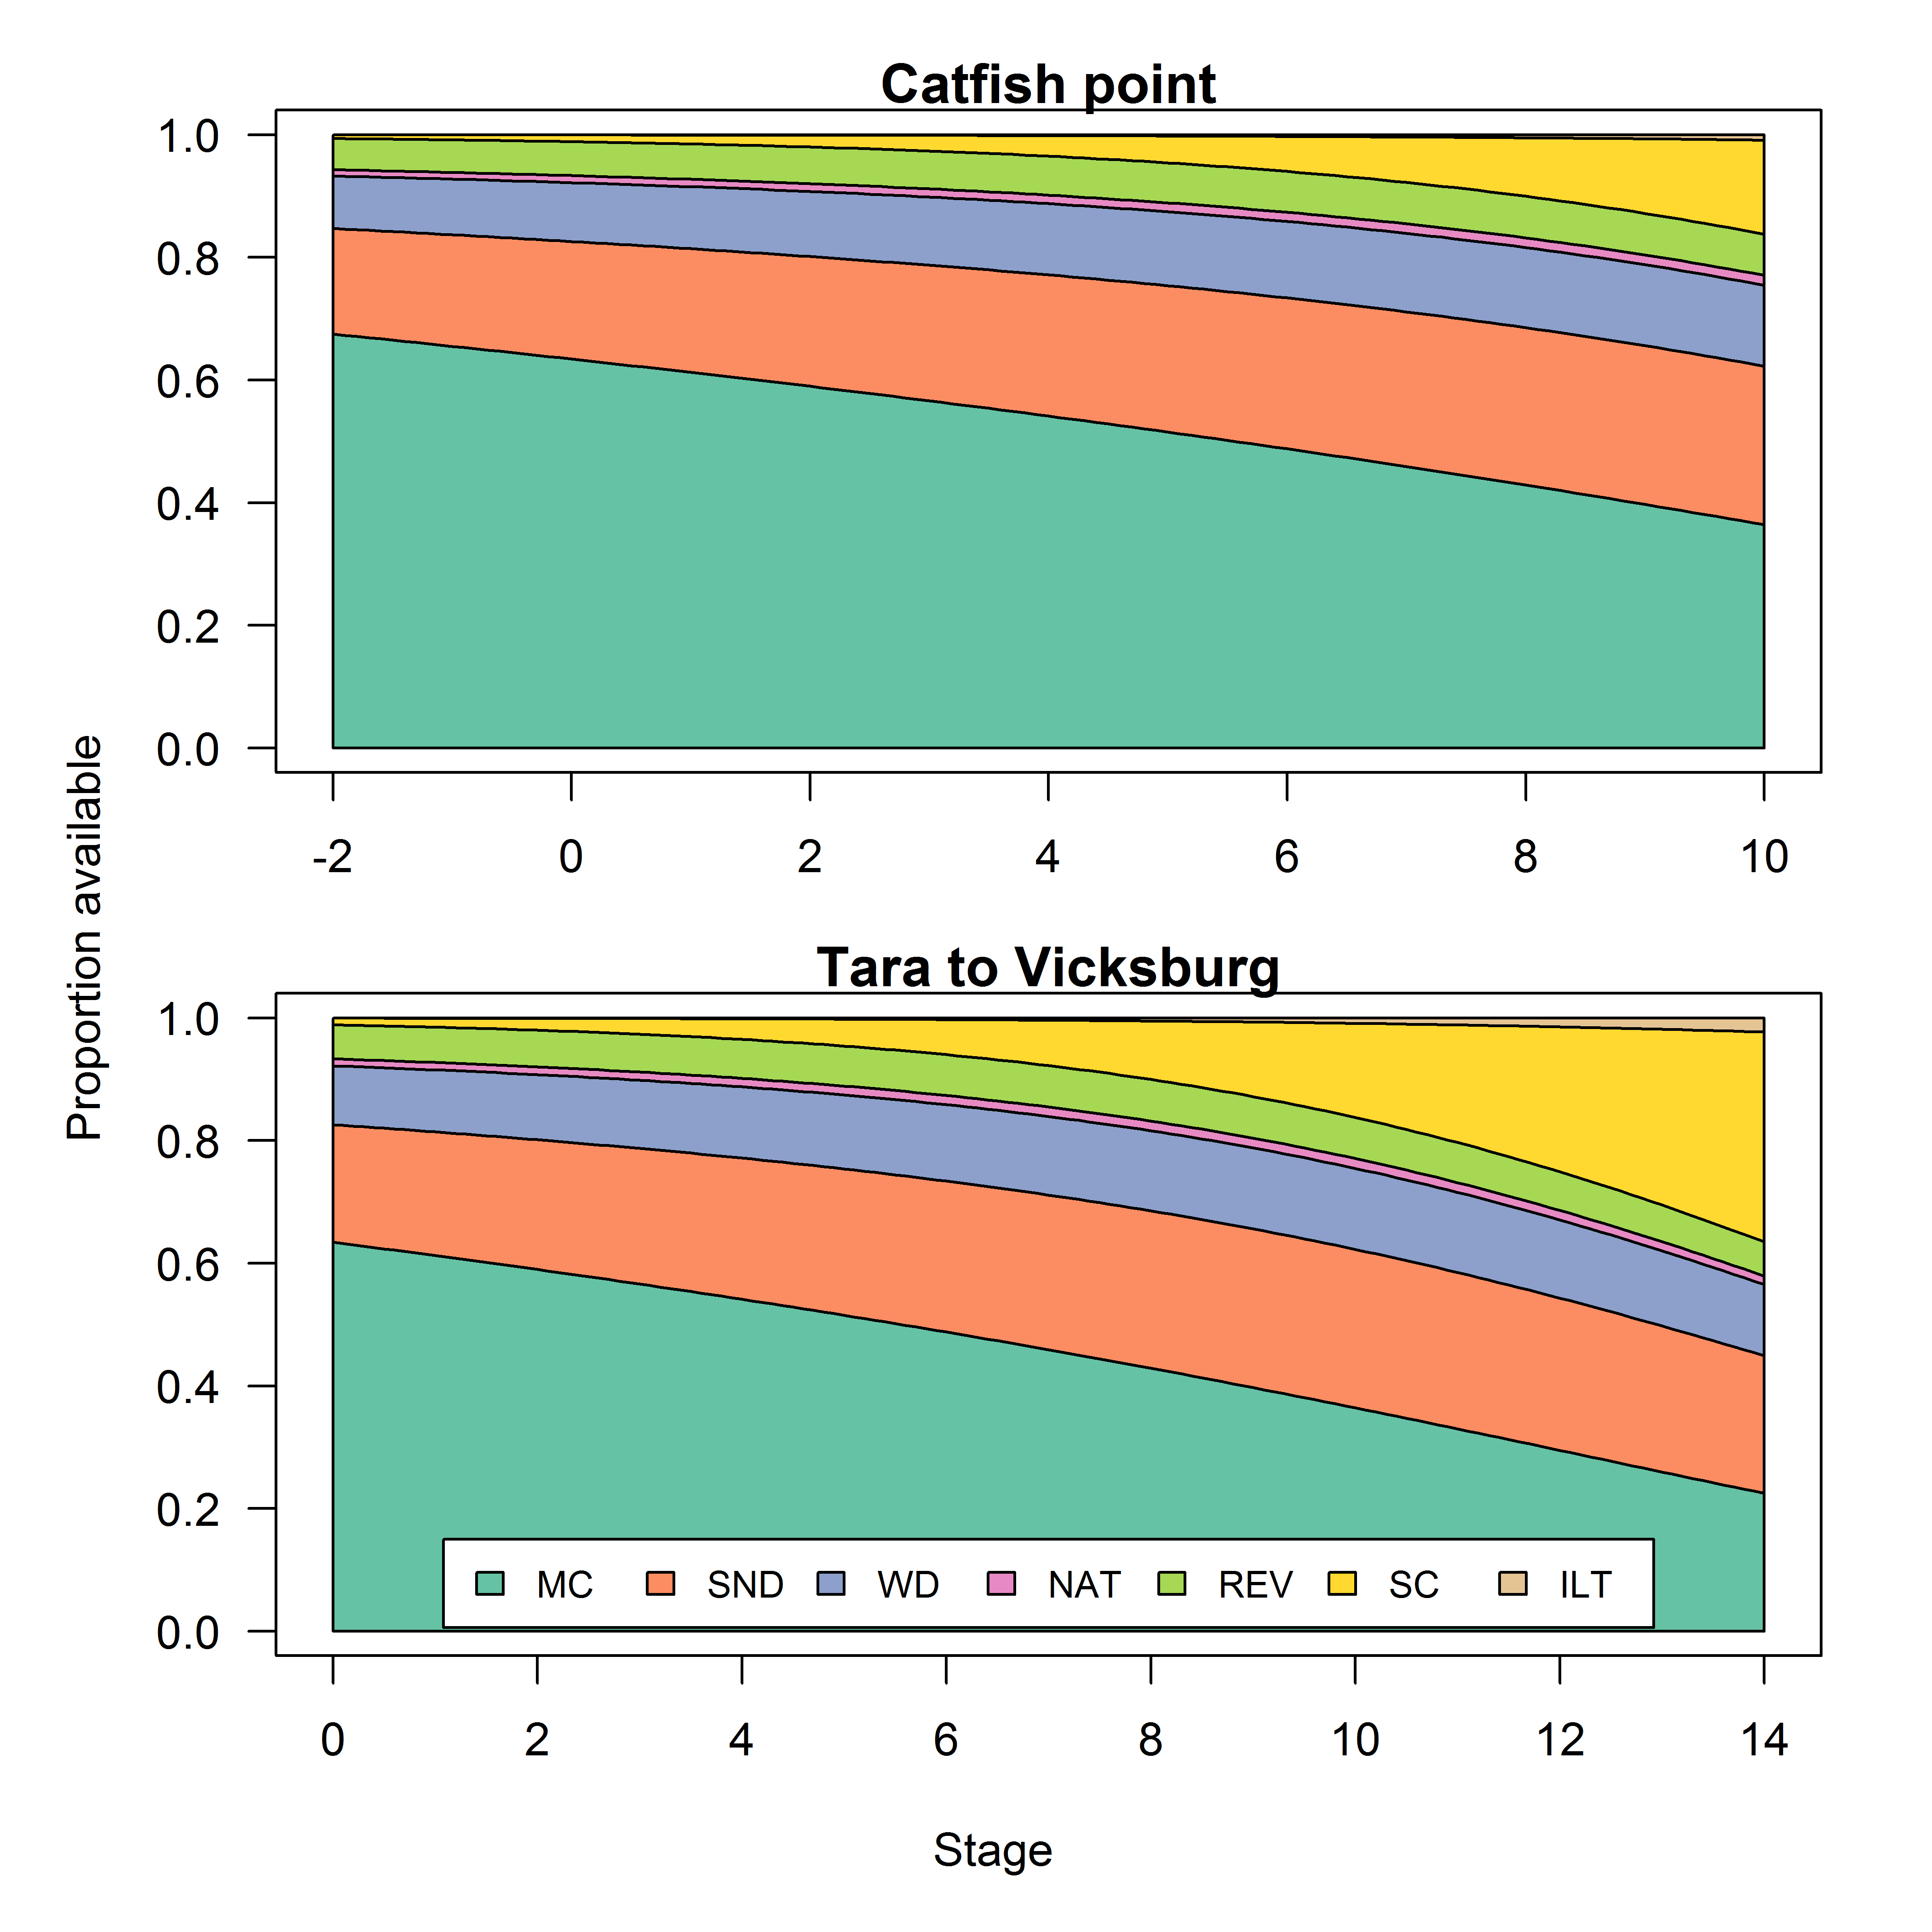 Catfish point
1.0
0.8
0.6
0.4
0.2
0.0
-2 0 2 4 6 8 10
Proportion available
Tara to Vicksburg
1.0
0.8
0.6
0.4
0.2
0.0
MC SND WD NAT REV SC ILT
0 2 4 6 8 10 12 14
Stage